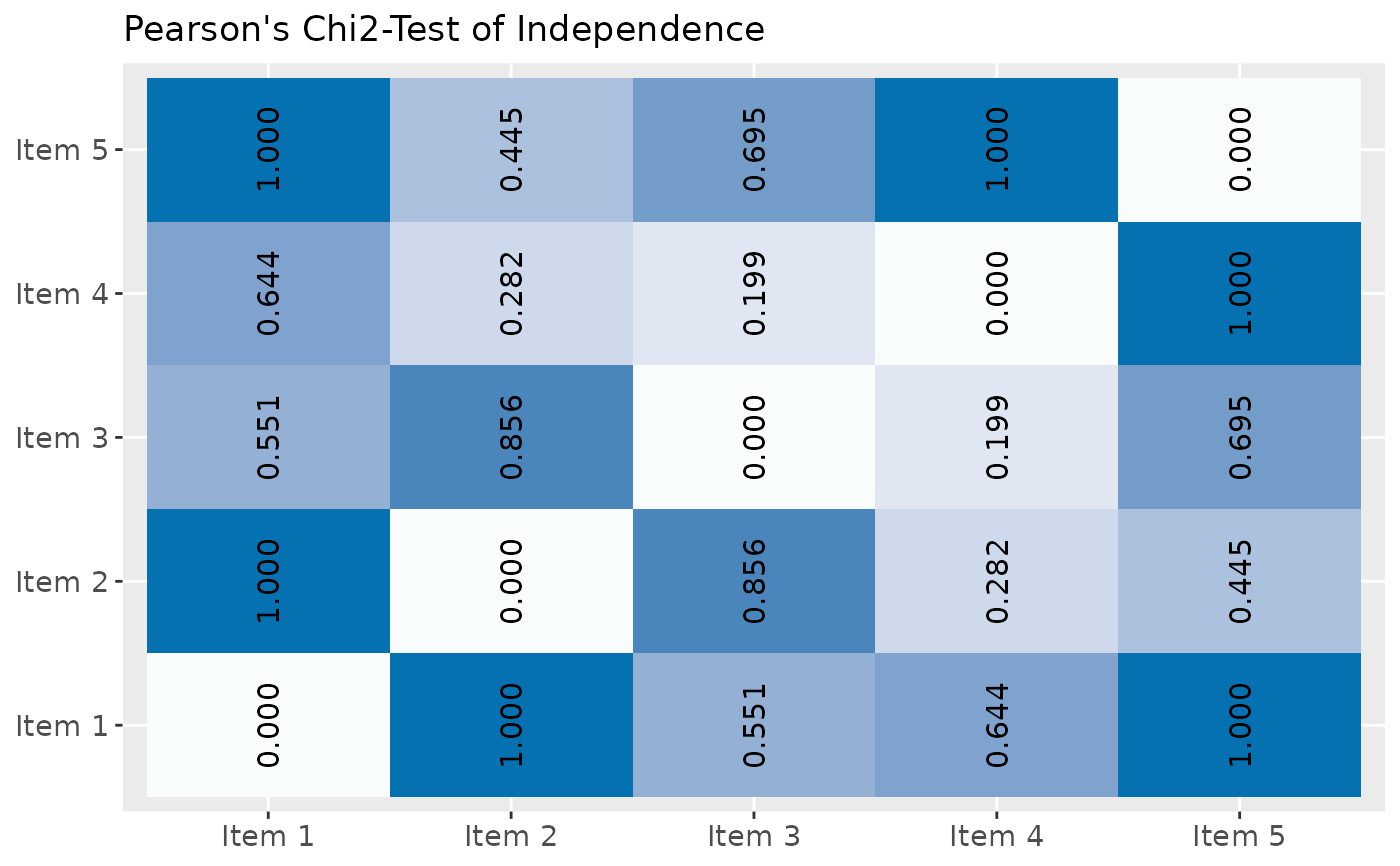 Pearson's Chi2-Test of Independence
Item 5 1.000 0.445 0.695 1.000 0.000
Item 4 0.644 0.282 0.199 0.000 1.000
Item 3 0.551 0.856 0.000 0.199 0.695
Item 2 1.000 0.000 0.856 0.282 0.445
Item 1 0.000 1.000 0.551 0.644 1.000
Item 1 Item 2 Item 3 Item 4 Item 5